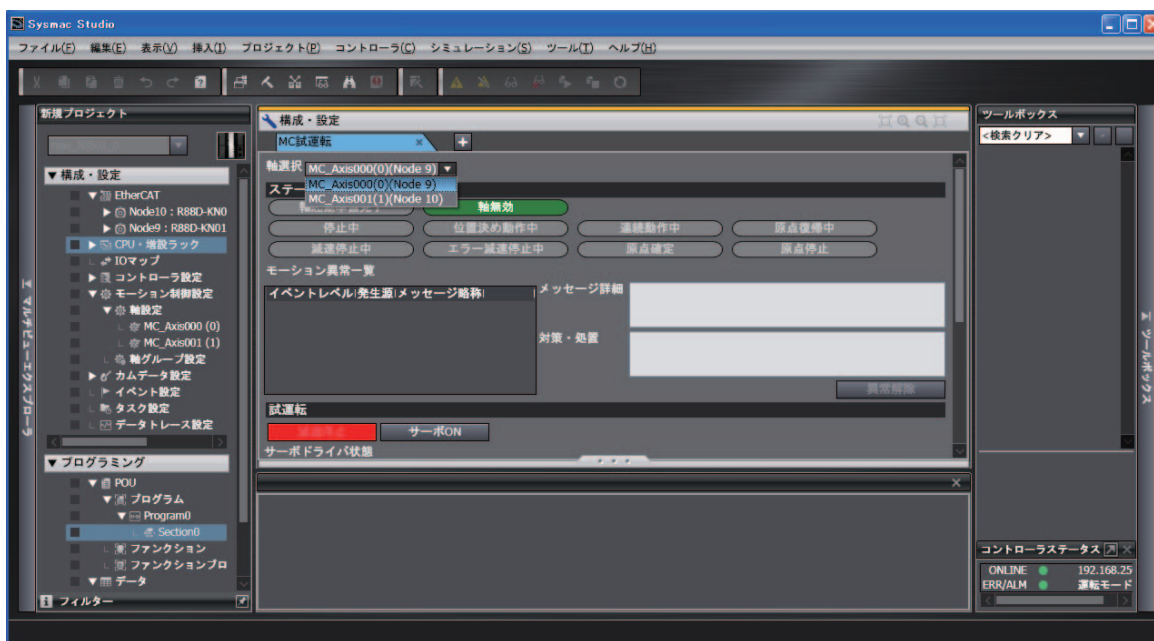 Sysmac Studio
ファイル(F) 編集(E) 表示(V) 挿入(I) プロジェクト(P) コントローラ(C) シミュレーション(S) ツール(T) ヘルプ(H)
マルチビューエクスプローラ
新規プロジェクト
▼ 構成・設定
▼ EtherCAT
▶ Node10 : R88D-KN0
▶ Node9 : R88D-KN01
▶ CPU・増設ラック
IOマップ
▶ コントローラ設定
▼ モーション制御設定
▼ 軸設定
MC_Axis000 (0)
MC_Axis001 (1)
軸グループ設定
▶ カムデータ設定
▶ イベント設定
タスク設定
データトレース設定
▼ プログラミング
▼ POU
▼ プログラム
▼ Program0
Section0
ファンクション
ファンクションブロ
▼ データ
フィルター
構成・設定
MC試運転 × +
軸選択 MC_Axis000(0)(Node 9) ▼
MC_Axis000(0)(Node 9)
MC_Axis001(1)(Node 10)
ステー
軸無効
停止中 位置決め動作中 連続動作中 原点復帰中
減速停止中 エラー減速停止中 原点確定 原点停止
モーション異常一覧
イベントレベル|発生源|メッセージ略称|
メッセージ詳細
対策・処置
異常解除
試運転
減速停止 サーボON
サーボドライバ状態
ツールボックス
<検索クリア>
ツールボックス
コントローラステータス
ONLINE 192.168.25
ERR/ALM 運転モード